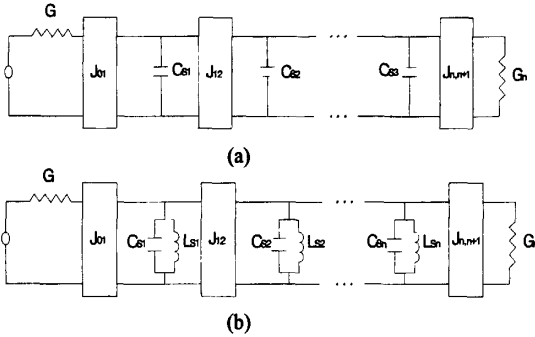 G
J01 CS1 J12 CS2 ... CS3 Jn,n+1 Gn
...
(a)
G
J01 CS1 LS1 J12 CS2 LS2 ... CSn LSn Jn,n+1 G
...
(b)